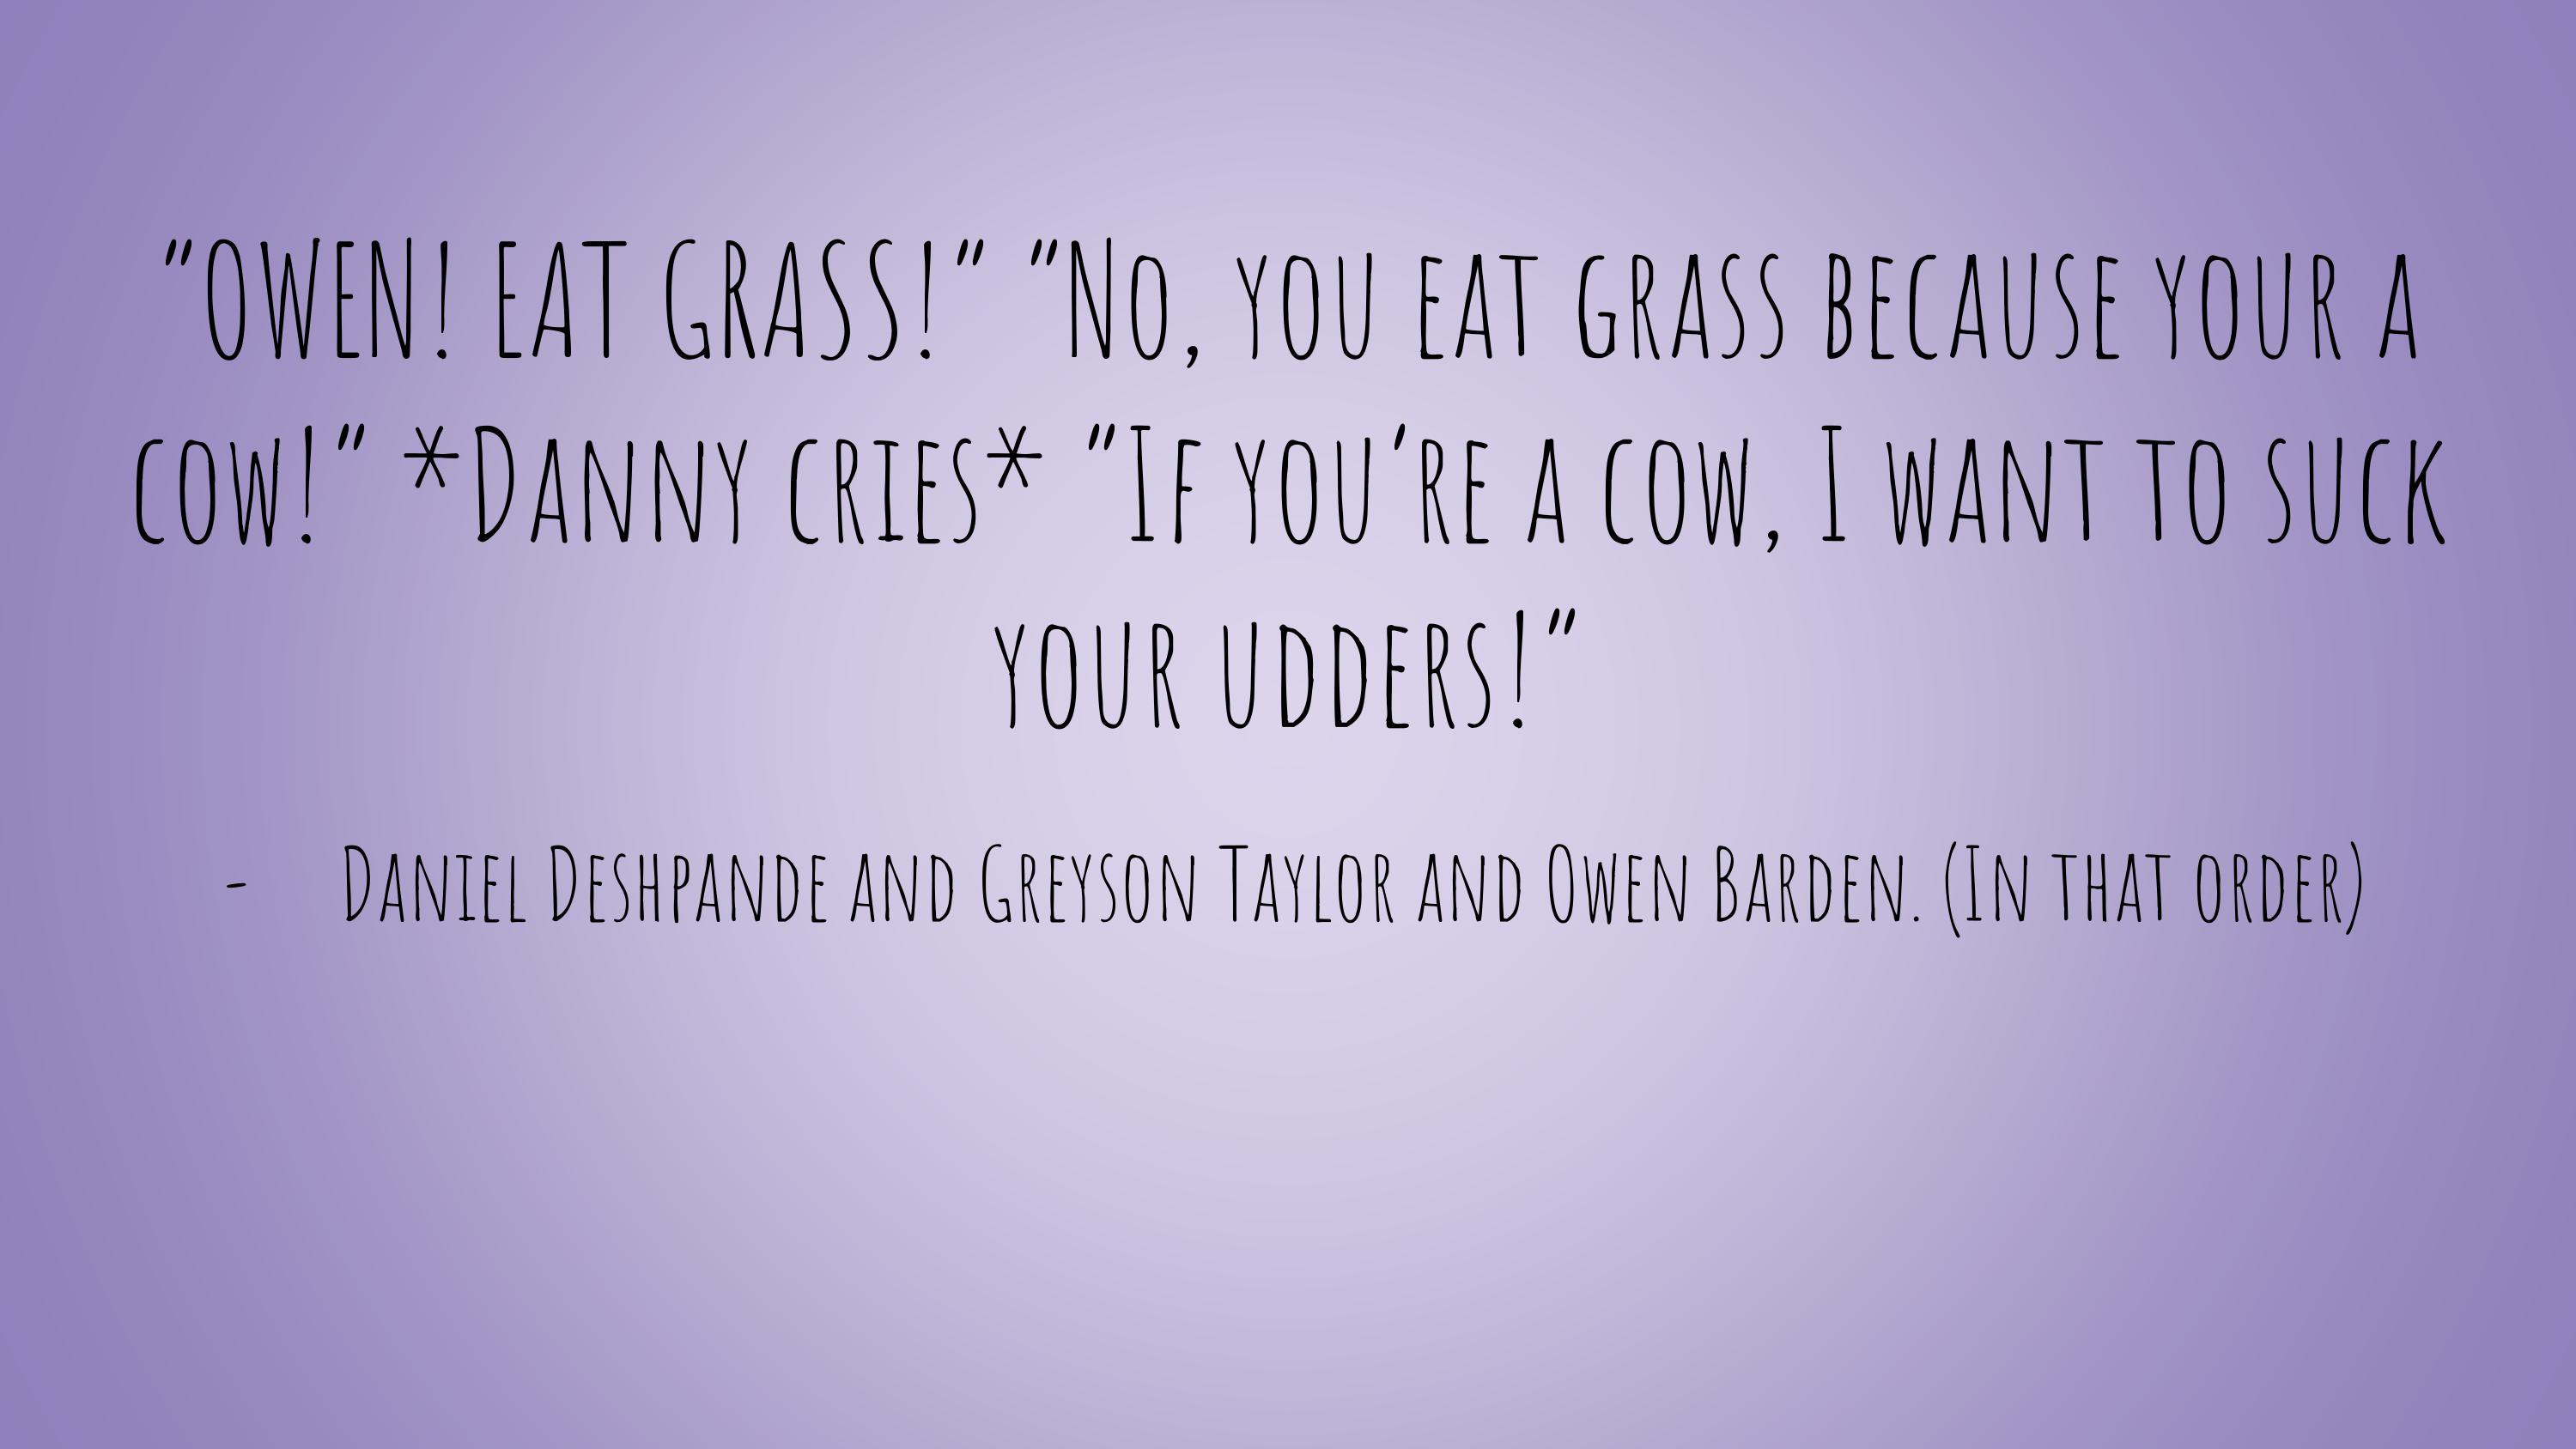 "OWEN! EAT GRASS!" "No, you eat grass because your a
cow!" *Danny cries* "If you're a cow, I want to suck
your udders!"
- Daniel Deshpande and Greyson Taylor and Owen Barden. (In that order)